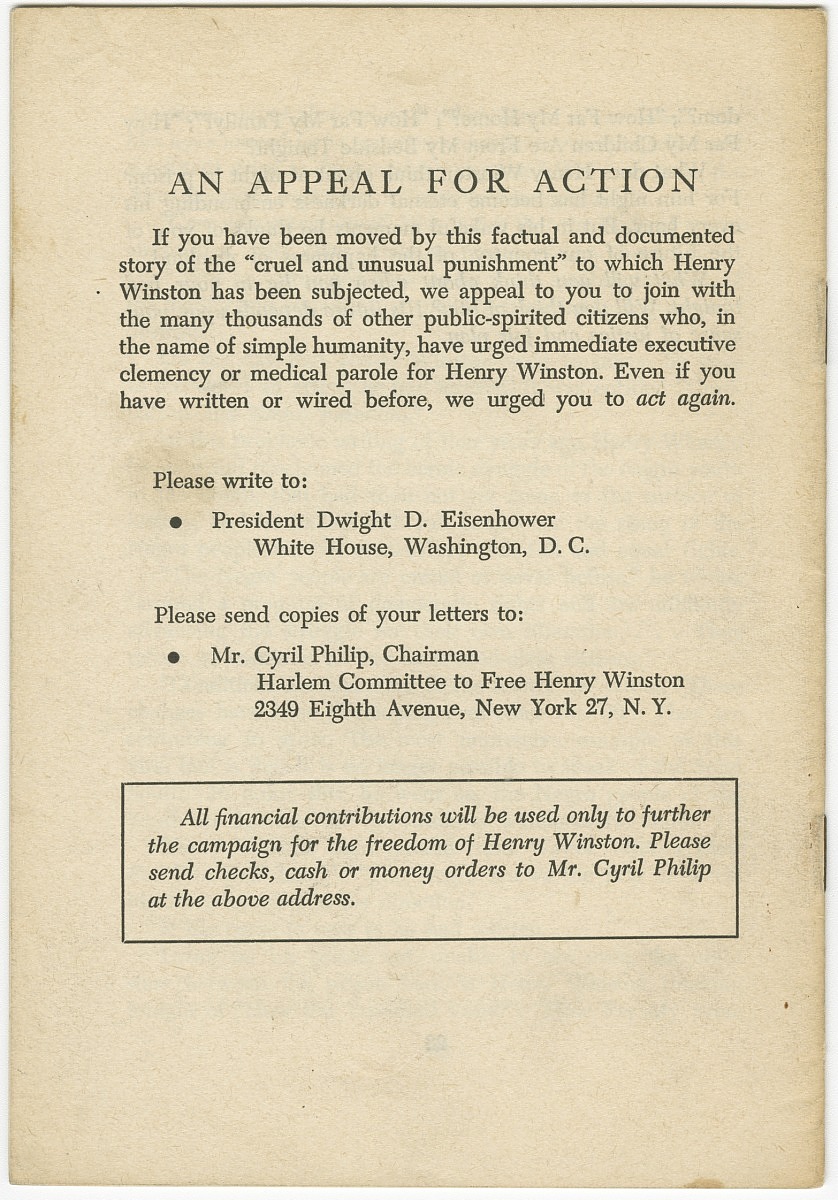 AN APPEAL FOR ACTION
If you have been moved by this factual and documented
story of the “cruel and unusual punishment” to which Henry
Winston has been subjected, we appeal to you to join with
the many thousands of other public-spirited citizens who, in
the name of simple humanity, have urged immediate executive
clemency or medical parole for Henry Winston. Even if you
have written or wired before, we urged you to act again.
Please write to:
● President Dwight D. Eisenhower
White House, Washington, D. C.
Please send copies of your letters to:
● Mr. Cyril Philip, Chairman
Harlem Committee to Free Henry Winston
2349 Eighth Avenue, New York 27, N. Y.
All financial contributions will be used only to further
the campaign for the freedom of Henry Winston. Please
send checks, cash or money orders to Mr. Cyril Philip
at the above address.